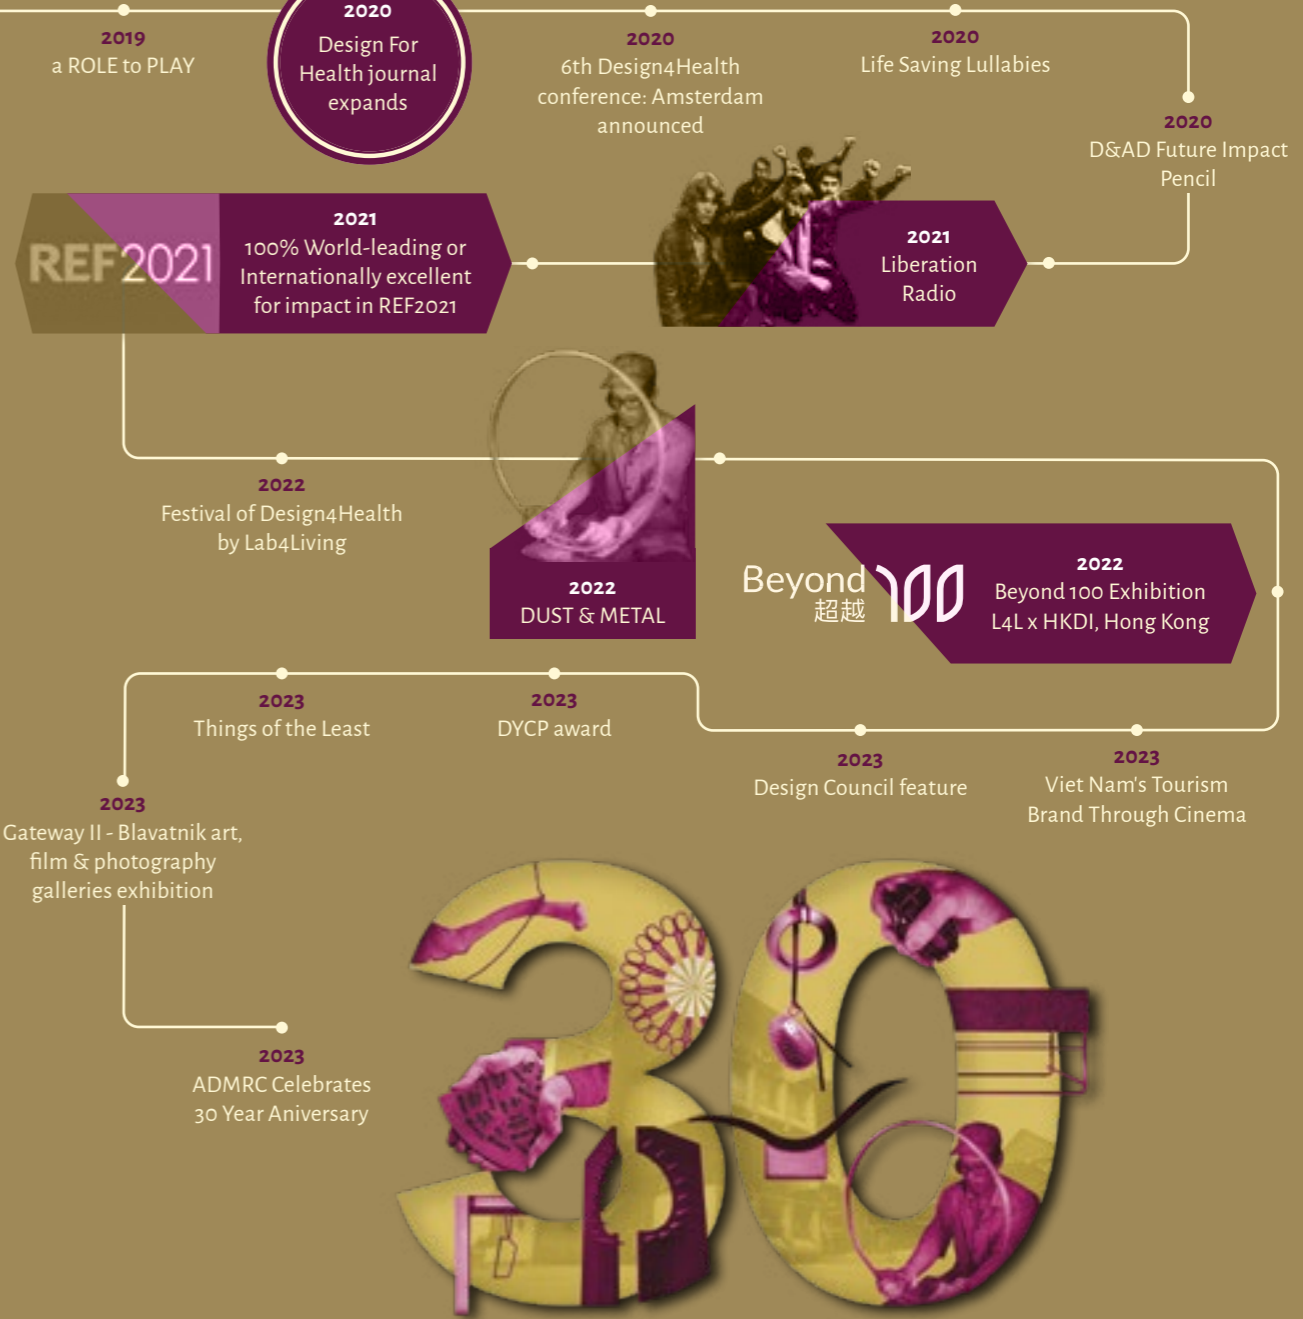 2019
a ROLE to PLAY
2020
Design For
Health journal
expands
2020
6th Design4Health
conference: Amsterdam
announced
2020
Life Saving Lullabies
2020
D&AD Future Impact
Pencil
2021
Liberation
Radio
REF2021
2021
100% World-leading or
Internationally excellent
for impact in REF2021
2022
Festival of Design4Health
by Lab4Living
2022
DUST & METAL
Beyond 100
超越
2022
Beyond 100 Exhibition
L4L x HKDI, Hong Kong
2023
Viet Nam's Tourism
Brand Through Cinema
2023
Design Council feature
2023
DYCP award
2023
Things of the Least
2023
Gateway II - Blavatnik art,
film & photography
galleries exhibition
2023
ADMRC Celebrates
30 Year Aniversary
30